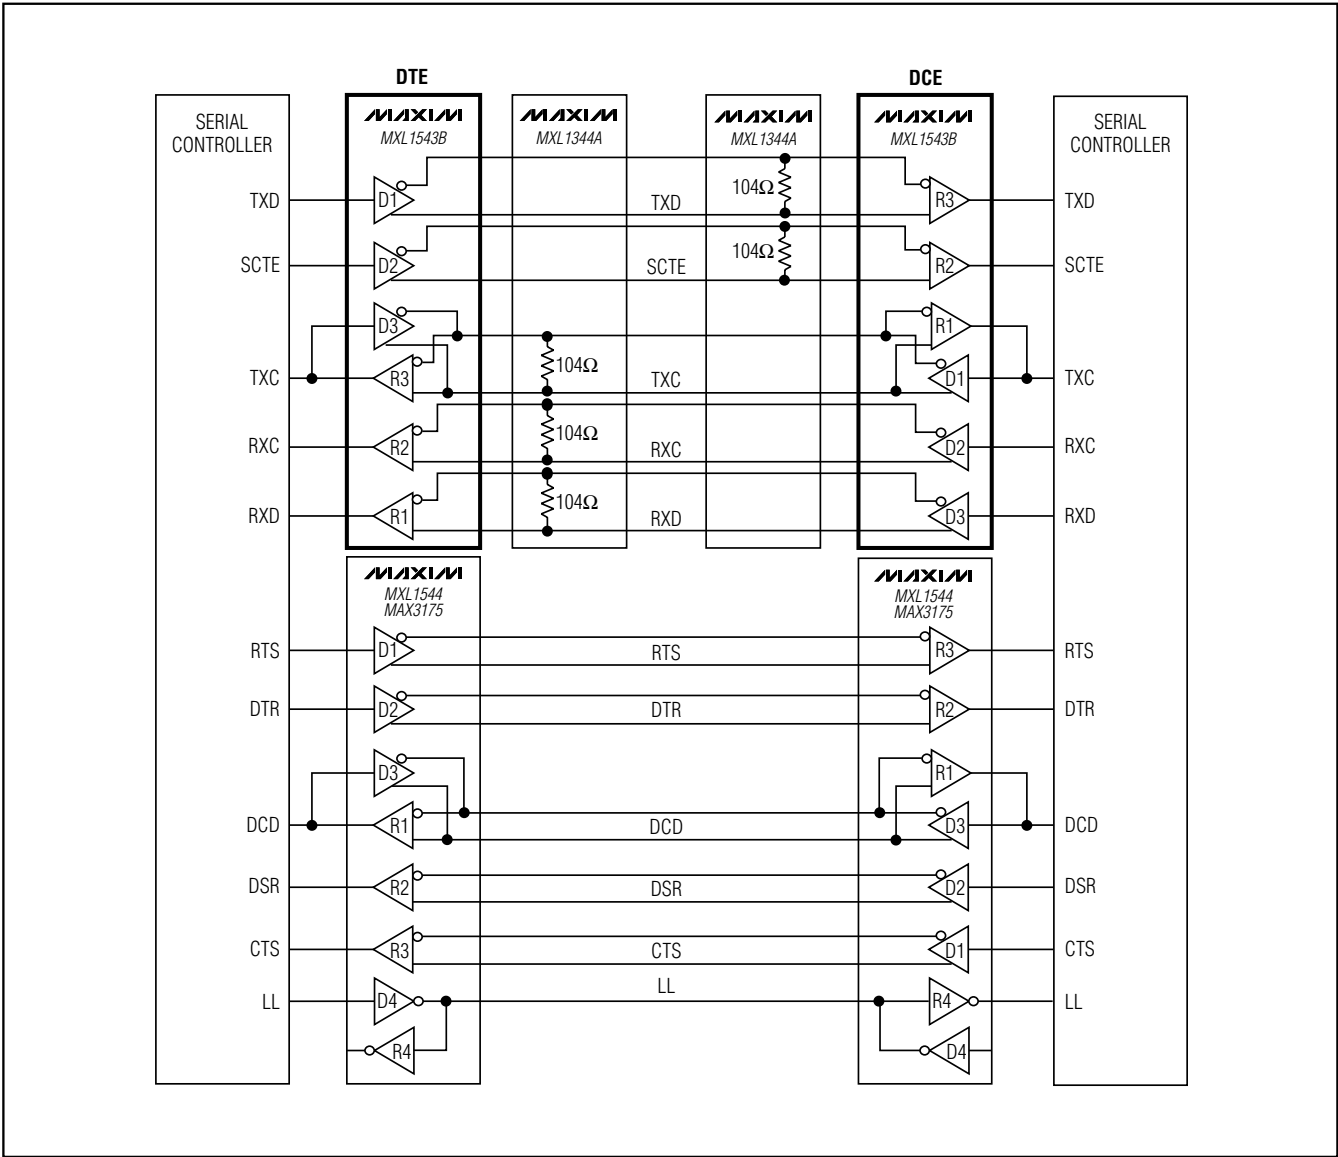 DTE
DCE
SERIAL
CONTROLLER
MAXIM
MXL1543B
MAXIM
MXL1344A
MAXIM
MXL1344A
MAXIM
MXL1543B
SERIAL
CONTROLLER
TXD
D1
TXD
104Ω
R3
TXD
SCTE
D2
SCTE
104Ω
R2
SCTE
D3
R1
TXC
R3
104Ω
TXC
D1
TXC
RXC
R2
104Ω
RXC
D2
RXC
RXD
R1
104Ω
RXD
D3
RXD
MAXIM
MXL1544
MAX3175
MAXIM
MXL1544
MAX3175
RTS
D1
RTS
R3
RTS
DTR
D2
DTR
R2
DTR
D3
R1
DCD
R1
DCD
D3
DCD
DSR
R2
DSR
D2
DSR
CTS
R3
CTS
D1
CTS
LL
D4
LL
R4
LL
R4
D4